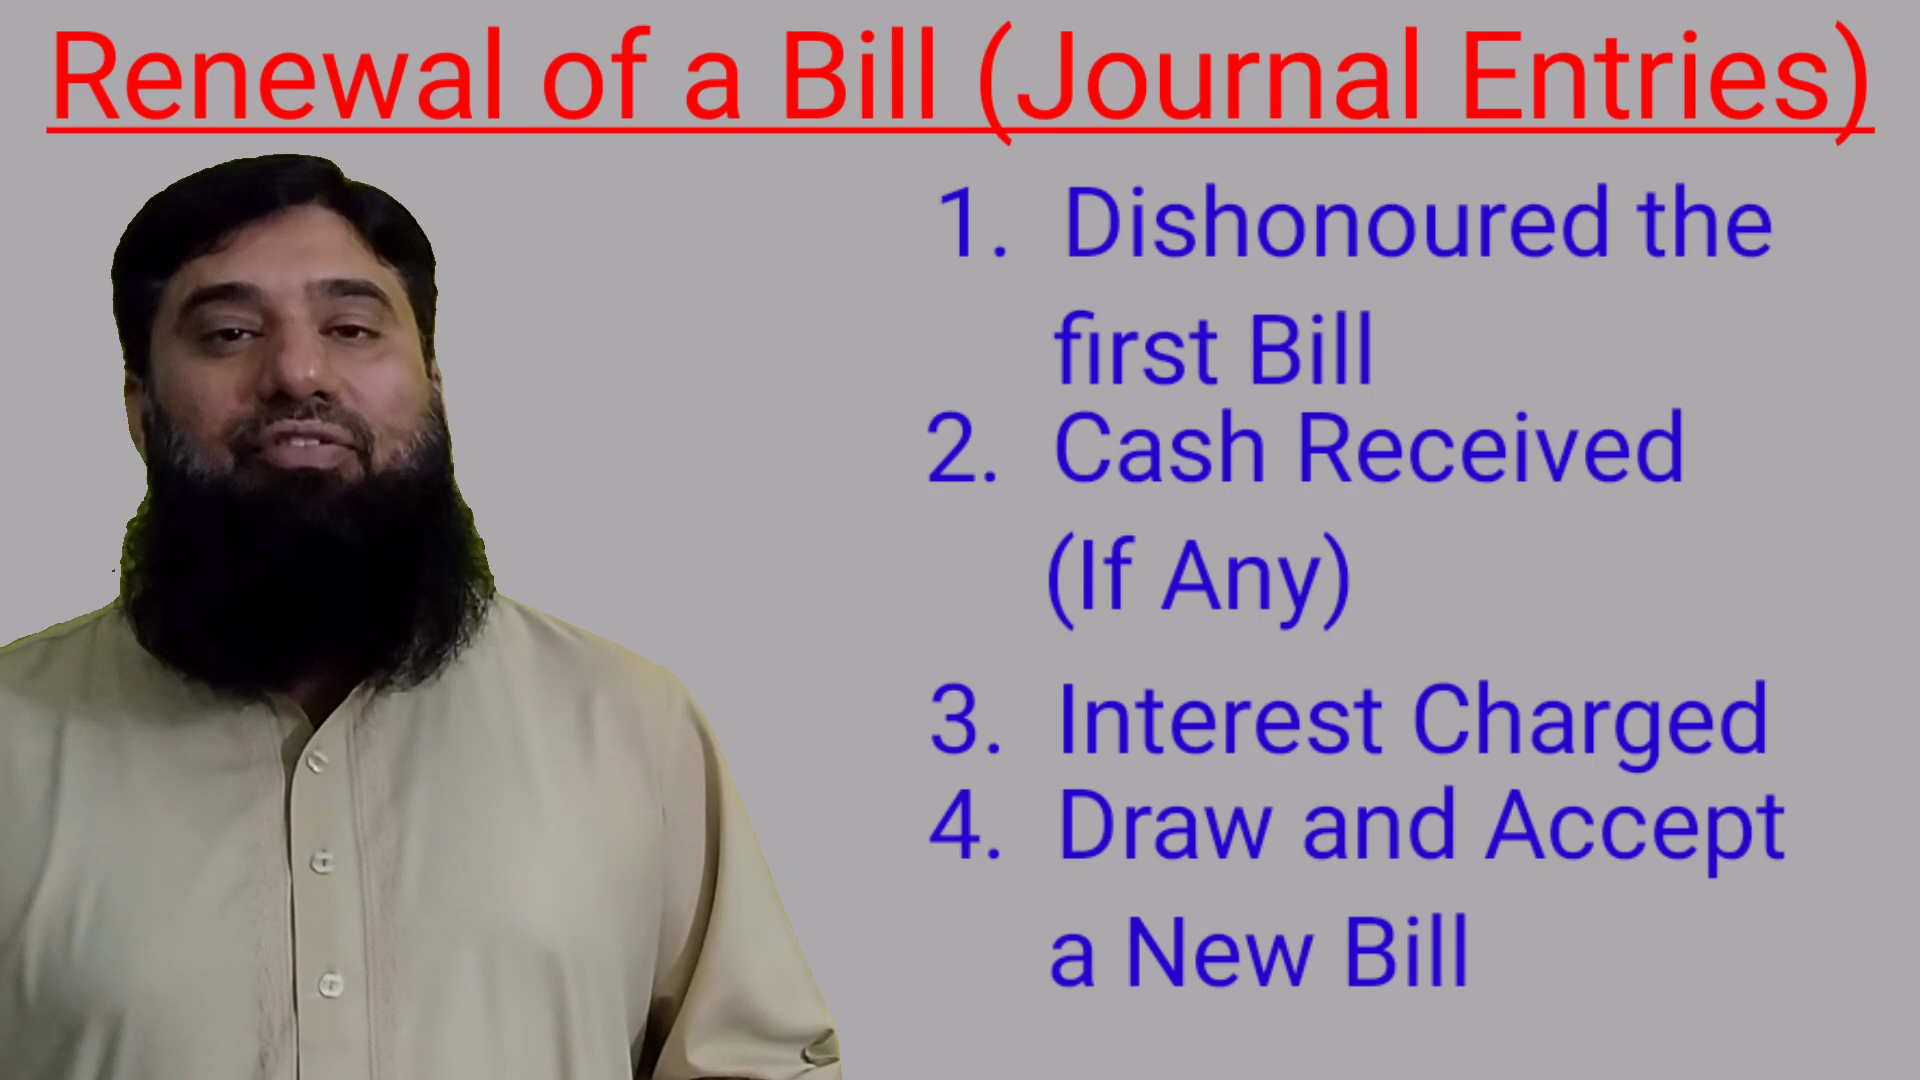 Renewal of a Bill (Journal Entries)
1. Dishonoured the
first Bill
2. Cash Received
(If Any)
3. Interest Charged
4. Draw and Accept
a New Bill